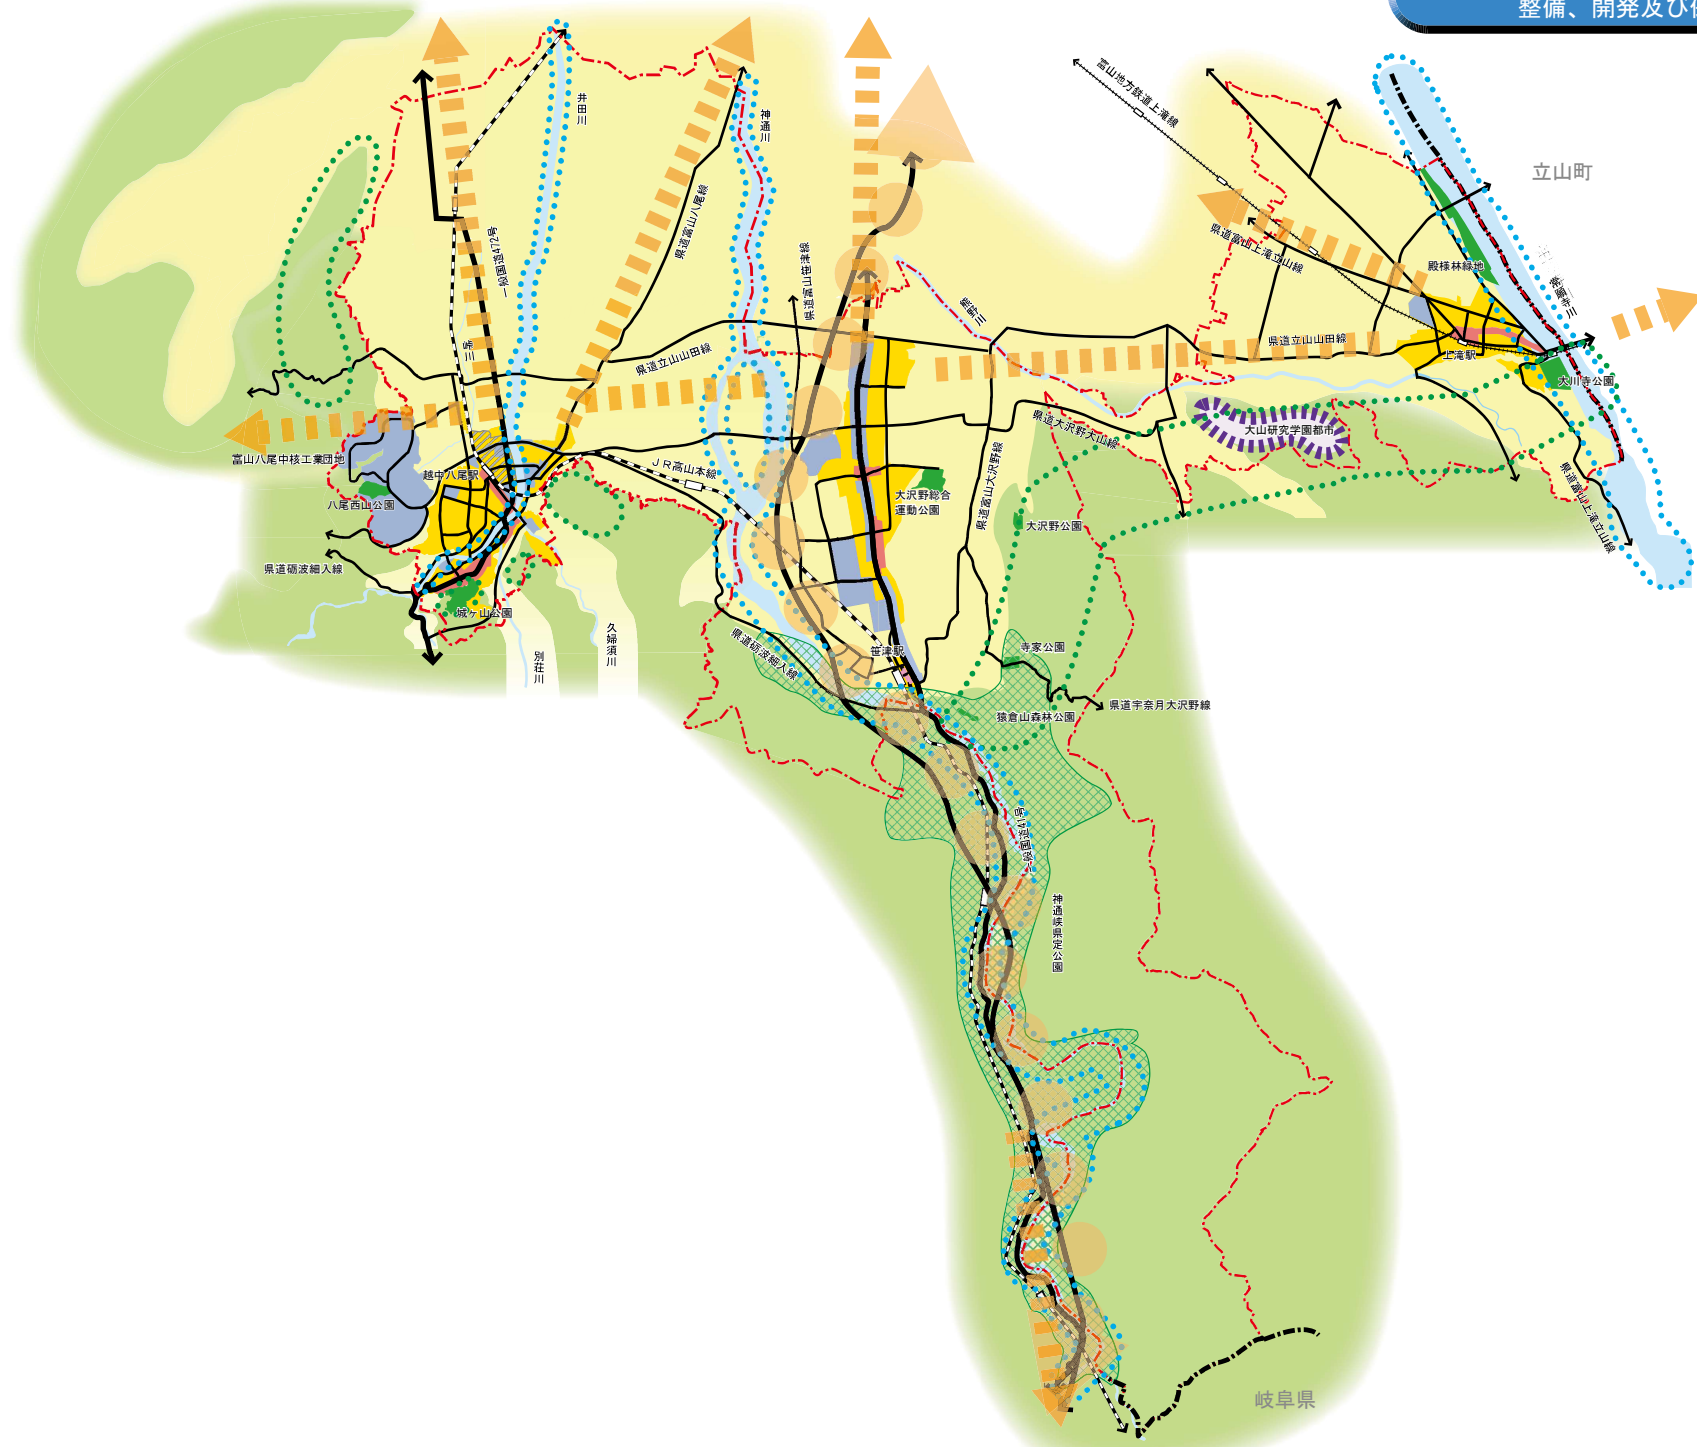 整備、開発及び
富山地方鉄道上滝線
井田川
神通川
立山町
県道富山八尾線
一般国道472号
県道富山笹津線
県道富山上滝立山線
殿様林緑地
常願寺川
熊野川
県道立山山田線
県道立山山田線
上滝駅
大川寺公園
県道大沢野大山線
大山研究学園都市
富山八尾中核工業団地
越中八尾駅
JR高山本線
県道富山大沢野線
大沢野総合
運動公園
八尾西山公園
大沢野公園
県道富山上滝立山線
県道砺波細入線
城ヶ山公園
別荘川
久婦須川
県道砺波細入線
笹津駅
寺家公園
県道宇奈月大沢野線
猿倉山森林公園
一般国道41号
神通峡県定公園
岐阜県